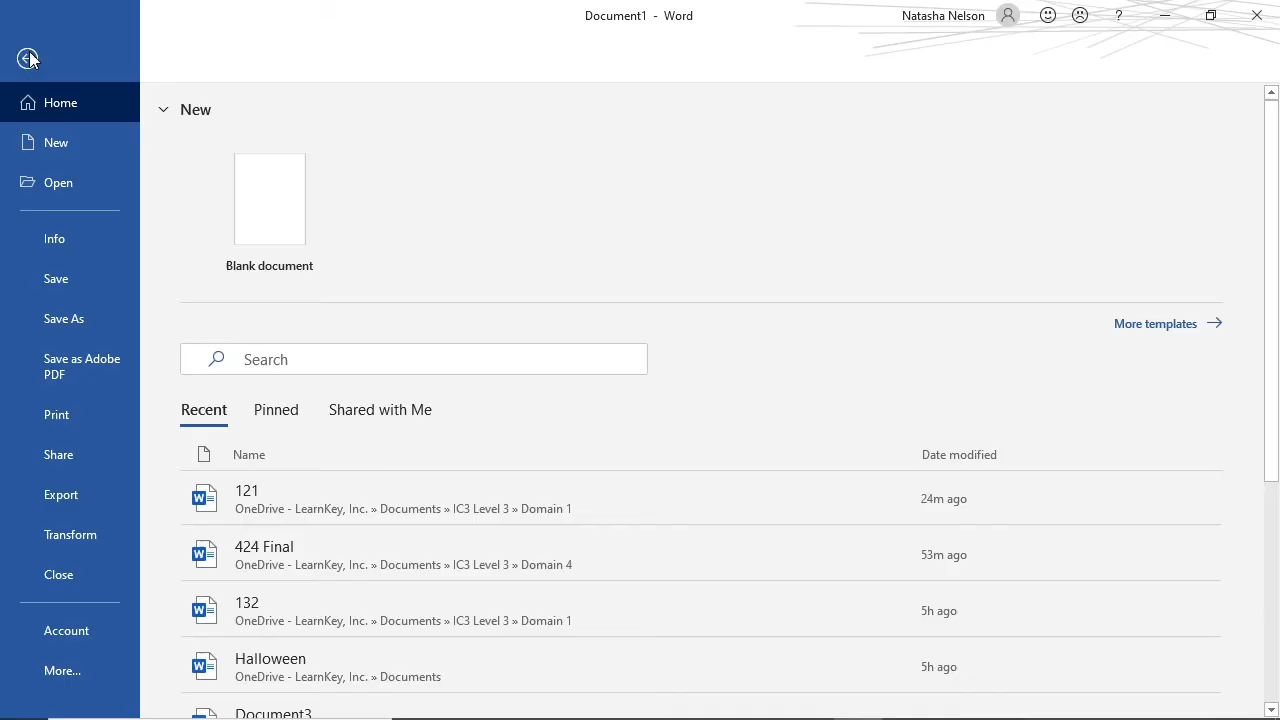 Document1 - Word
Natasha Nelson
?
Home
New
Open
Info
Save
Save As
Save as Adobe
PDF
Print
Share
Export
Transform
Close
Account
More...
New
Blank document
More templates
Search
Recent Pinned Shared with Me
Name Date modified
121
OneDrive - LearnKey, Inc. » Documents » IC3 Level 3 » Domain 1
24m ago
424 Final
OneDrive - LearnKey, Inc. » Documents » IC3 Level 3 » Domain 4
53m ago
132
OneDrive - LearnKey, Inc. » Documents » IC3 Level 3 » Domain 1
5h ago
Halloween
OneDrive - LearnKey, Inc. » Documents
5h ago
Document3